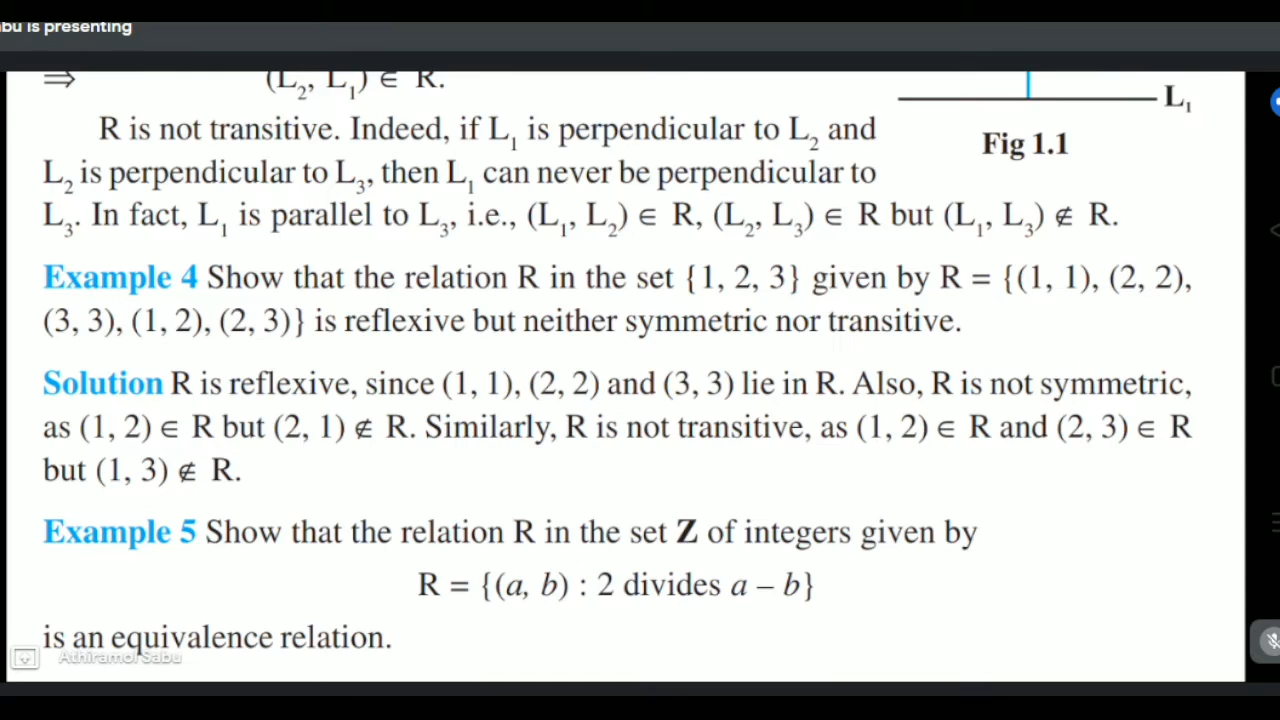 bu is presenting
⇒ (L₂, L₁) ∈ R.
L₁
R is not transitive. Indeed, if L₁ is perpendicular to L₂ and
Fig 1.1
L₂ is perpendicular to L₃, then L₁ can never be perpendicular to
L₃. In fact, L₁ is parallel to L₃, i.e., (L₁, L₂) ∈ R, (L₂, L₃) ∈ R but (L₁, L₃) ∉ R.
Example 4 Show that the relation R in the set {1, 2, 3} given by R = {(1, 1), (2, 2),
(3, 3), (1, 2), (2, 3)} is reflexive but neither symmetric nor transitive.
Solution R is reflexive, since (1, 1), (2, 2) and (3, 3) lie in R. Also, R is not symmetric,
as (1, 2) ∈ R but (2, 1) ∉ R. Similarly, R is not transitive, as (1, 2) ∈ R and (2, 3) ∈ R
but (1, 3) ∉ R.
Example 5 Show that the relation R in the set Z of integers given by
R = {(a, b) : 2 divides a – b}
is an equivalence relation.
Athiramol Sabu